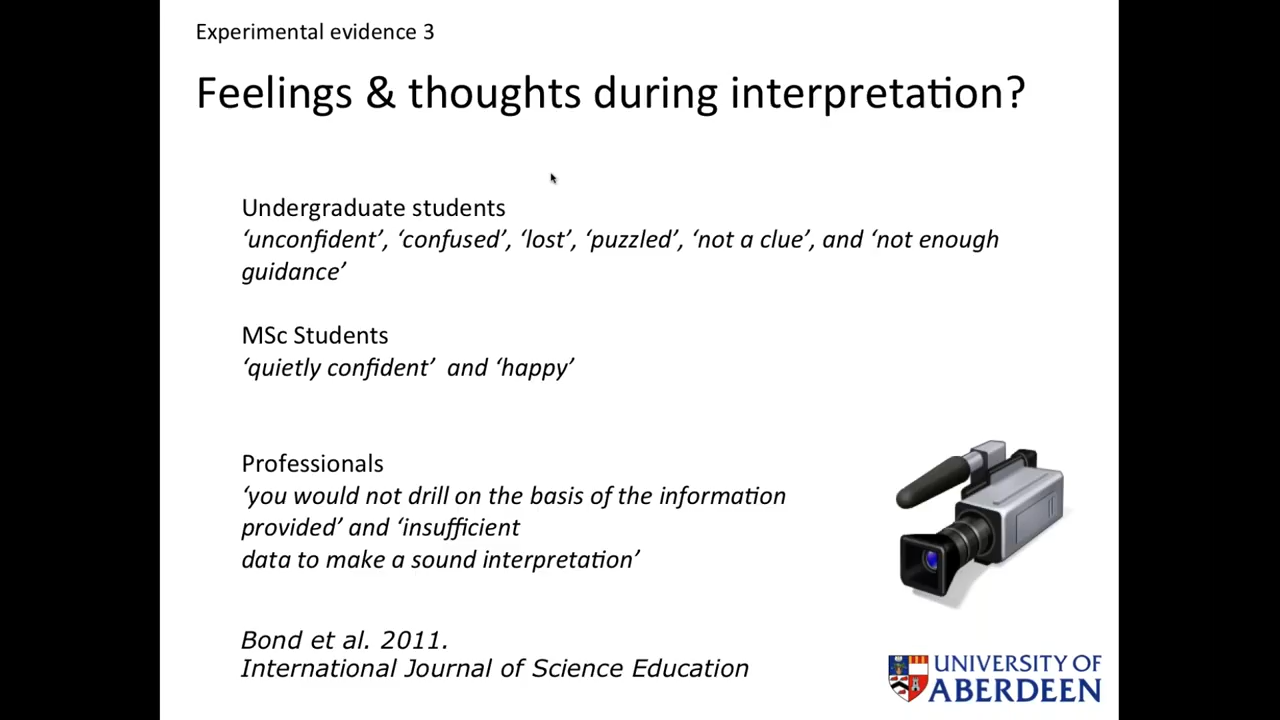 Experimental evidence 3
Feelings & thoughts during interpretation?
Undergraduate students
‘unconfident’, ‘confused’, ‘lost’, ‘puzzled’, ‘not a clue’, and ‘not enough
guidance’
MSc Students
‘quietly confident’ and ‘happy’
Professionals
‘you would not drill on the basis of the information
provided’ and ‘insufficient
data to make a sound interpretation’
Bond et al. 2011.
International Journal of Science Education
UNIVERSITY OF
ABERDEEN